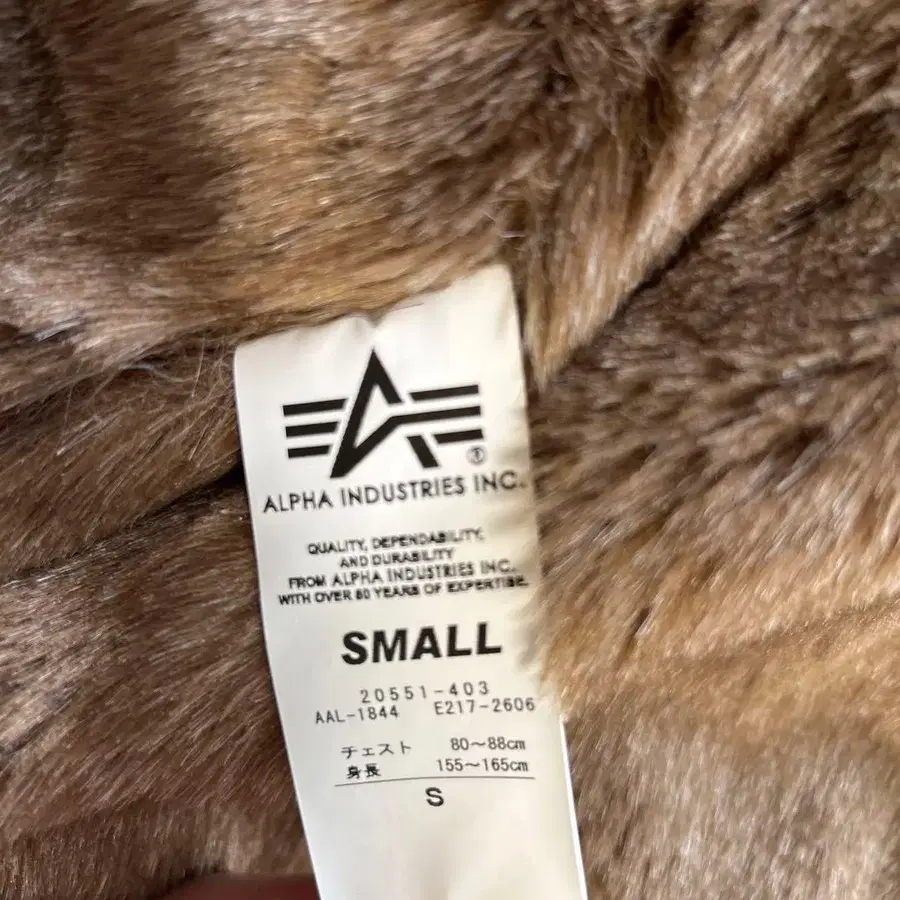 ®
ALPHA INDUSTRIES INC.
QUALITY, DEPENDABILITY,
AND DURABILITY
FROM ALPHA INDUSTRIES INC.
WITH OVER 50 YEARS OF EXPERTISE.
SMALL
20551-403
AAL-1844 E217-2606
チェスト 80～88cm
身長 155～165cm
S